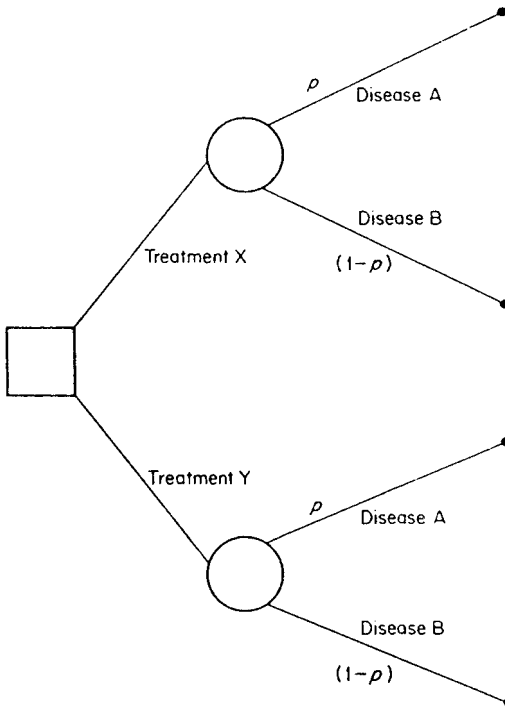 p
Disease A
Disease B
(1-p)
Treatment X
Treatment Y
p
Disease A
Disease B
(1-p)